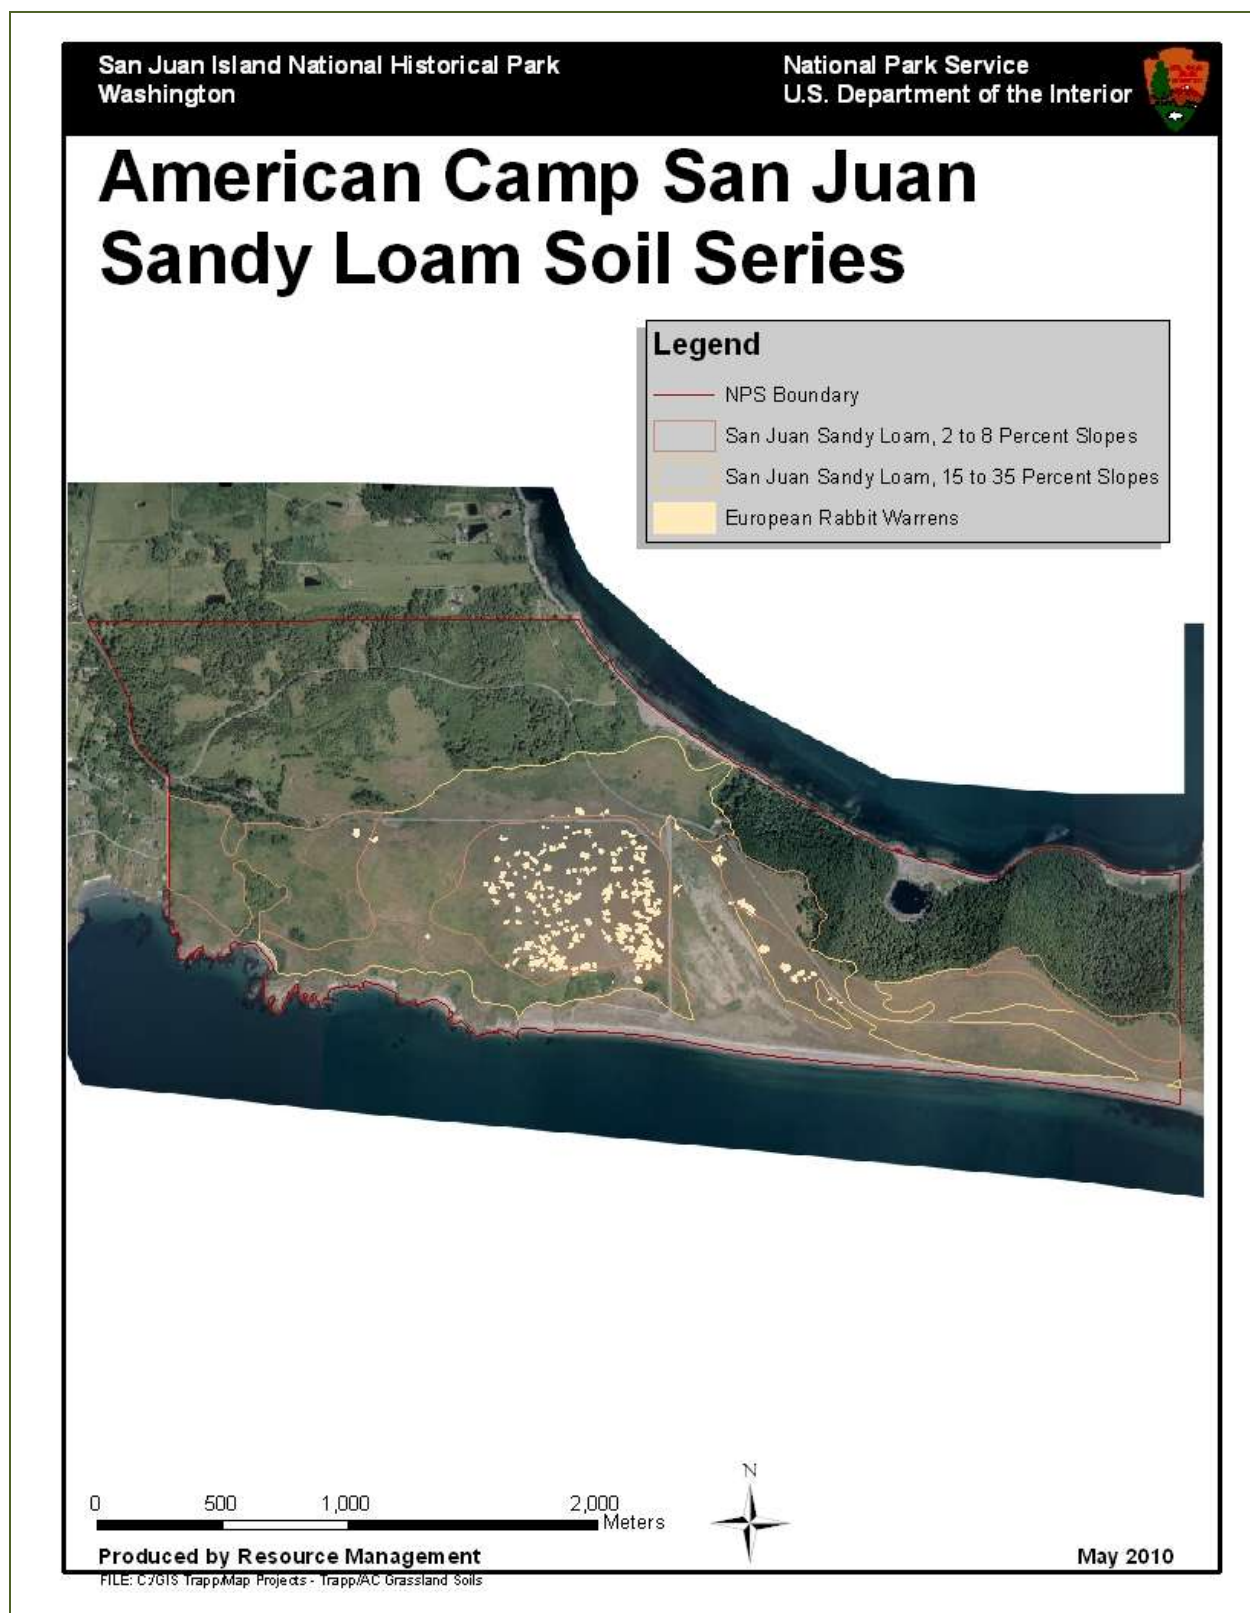 San Juan Island National Historical Park
Washington
National Park Service
U.S. Department of the Interior
American Camp San Juan
Sandy Loam Soil Series
Legend
NPS Boundary
San Juan Sandy Loam, 2 to 8 Percent Slopes
San Juan Sandy Loam, 15 to 35 Percent Slopes
European Rabbit Warrens
N
0 500 1,000 2,000
Meters
Produced by Resource Management
May 2010
FILE: C:/GIS Trapp/Map Projects - Trapp/AC Grassland Soils